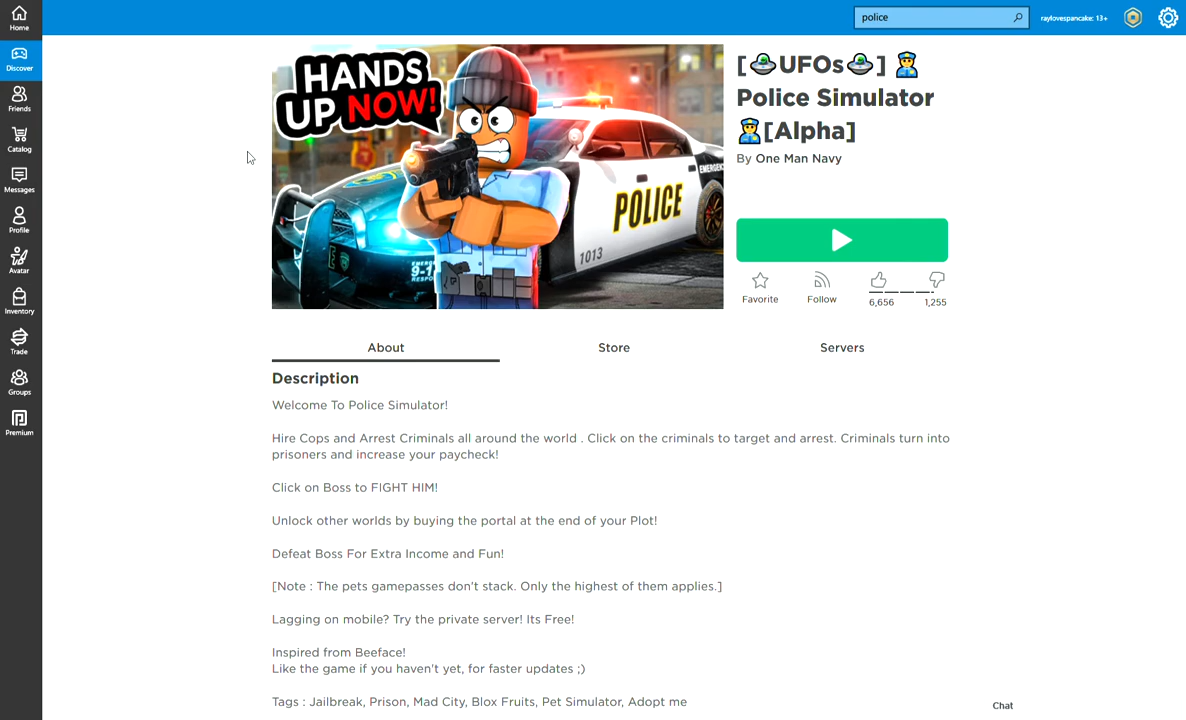 police
raylovespancake: 13+
Home
Discover
Friends
Catalog
Messages
Profile
Avatar
Inventory
Trade
Groups
Premium
HANDS
UP NOW!
POLICE
1013
EMERGENCY
9-1
[🛸UFOs🛸] 👮
Police Simulator
👮[Alpha]
By One Man Navy
Favorite
Follow
6,656
1,255
About
Store
Servers
Description
Welcome To Police Simulator!
Hire Cops and Arrest Criminals all around the world . Click on the criminals to target and arrest. Criminals turn into
prisoners and increase your paycheck!
Click on Boss to FIGHT HIM!
Unlock other worlds by buying the portal at the end of your Plot!
Defeat Boss For Extra Income and Fun!
[Note : The pets gamepasses don't stack. Only the highest of them applies.]
Lagging on mobile? Try the private server! Its Free!
Inspired from Beeface!
Like the game if you haven't yet, for faster updates ;)
Tags : Jailbreak, Prison, Mad City, Blox Fruits, Pet Simulator, Adopt me
Chat